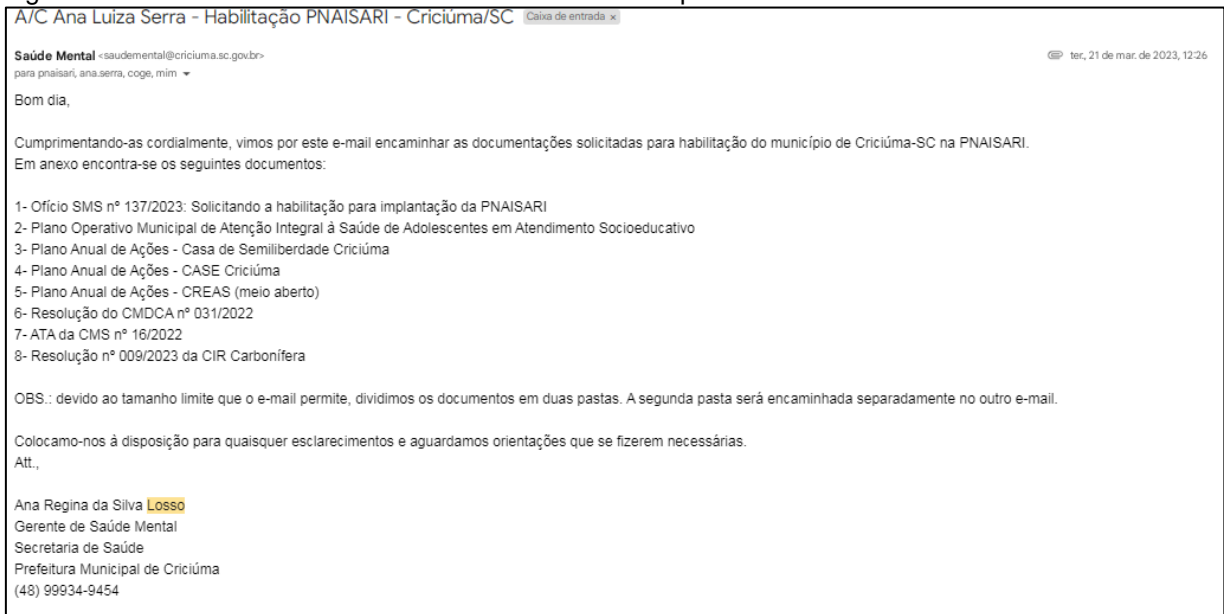 A/C Ana Luiza Serra - Habilitação PNAISARI - Criciúma/SC Caixa de entrada x
Saúde Mental <saudemental@criciuma.sc.gov.br> ter., 21 de mar. de 2023, 12:26
para pnaisari, ana.serra, coge, mim
Bom dia,
Cumprimentando-as cordialmente, vimos por este e-mail encaminhar as documentações solicitadas para habilitação do município de Criciúma-SC na PNAISARI.
Em anexo encontra-se os seguintes documentos:
1- Ofício SMS nº 137/2023: Solicitando a habilitação para implantação da PNAISARI
2- Plano Operativo Municipal de Atenção Integral à Saúde de Adolescentes em Atendimento Socioeducativo
3- Plano Anual de Ações - Casa de Semiliberdade Criciúma
4- Plano Anual de Ações - CASE Criciúma
5- Plano Anual de Ações - CREAS (meio aberto)
6- Resolução do CMDCA nº 031/2022
7- ATA da CMS nº 16/2022
8- Resolução nº 009/2023 da CIR Carbonífera
OBS.: devido ao tamanho limite que o e-mail permite, dividimos os documentos em duas pastas. A segunda pasta será encaminhada separadamente no outro e-mail.
Colocamo-nos à disposição para quaisquer esclarecimentos e aguardamos orientações que se fizerem necessárias.
Att.,
Ana Regina da Silva Losso
Gerente de Saúde Mental
Secretaria de Saúde
Prefeitura Municipal de Criciúma
(48) 99934-9454